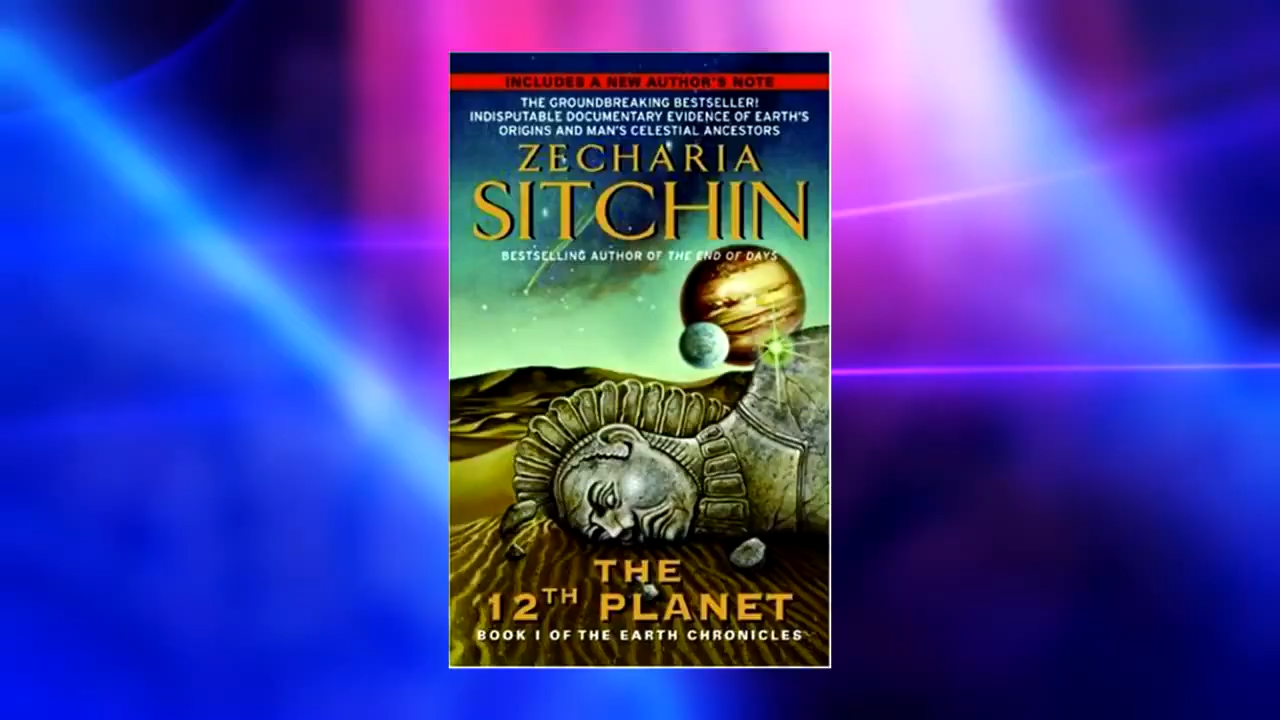 INCLUDES A NEW AUTHOR'S NOTE
THE GROUNDBREAKING BESTSELLER!
INDISPUTABLE DOCUMENTARY EVIDENCE OF EARTH'S
ORIGINS AND MAN'S CELESTIAL ANCESTORS
ZECHARIA
SITCHIN
BESTSELLING AUTHOR OF THE END OF DAYS
THE
12TH PLANET
BOOK I OF THE EARTH CHRONICLES